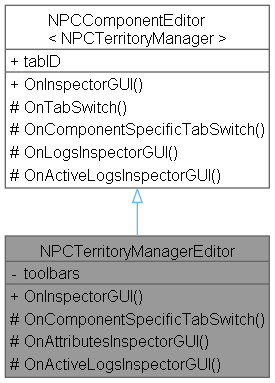 NPCComponentEditor
< NPCTerritoryManager >
+ tabID
+ OnInspectorGUI()
# OnTabSwitch()
# OnComponentSpecificTabSwitch()
# OnLogsInspectorGUI()
# OnActiveLogsInspectorGUI()
NPCTerritoryManagerEditor
- toolbars
+ OnInspectorGUI()
# OnComponentSpecificTabSwitch()
# OnAttributesInspectorGUI()
# OnActiveLogsInspectorGUI()